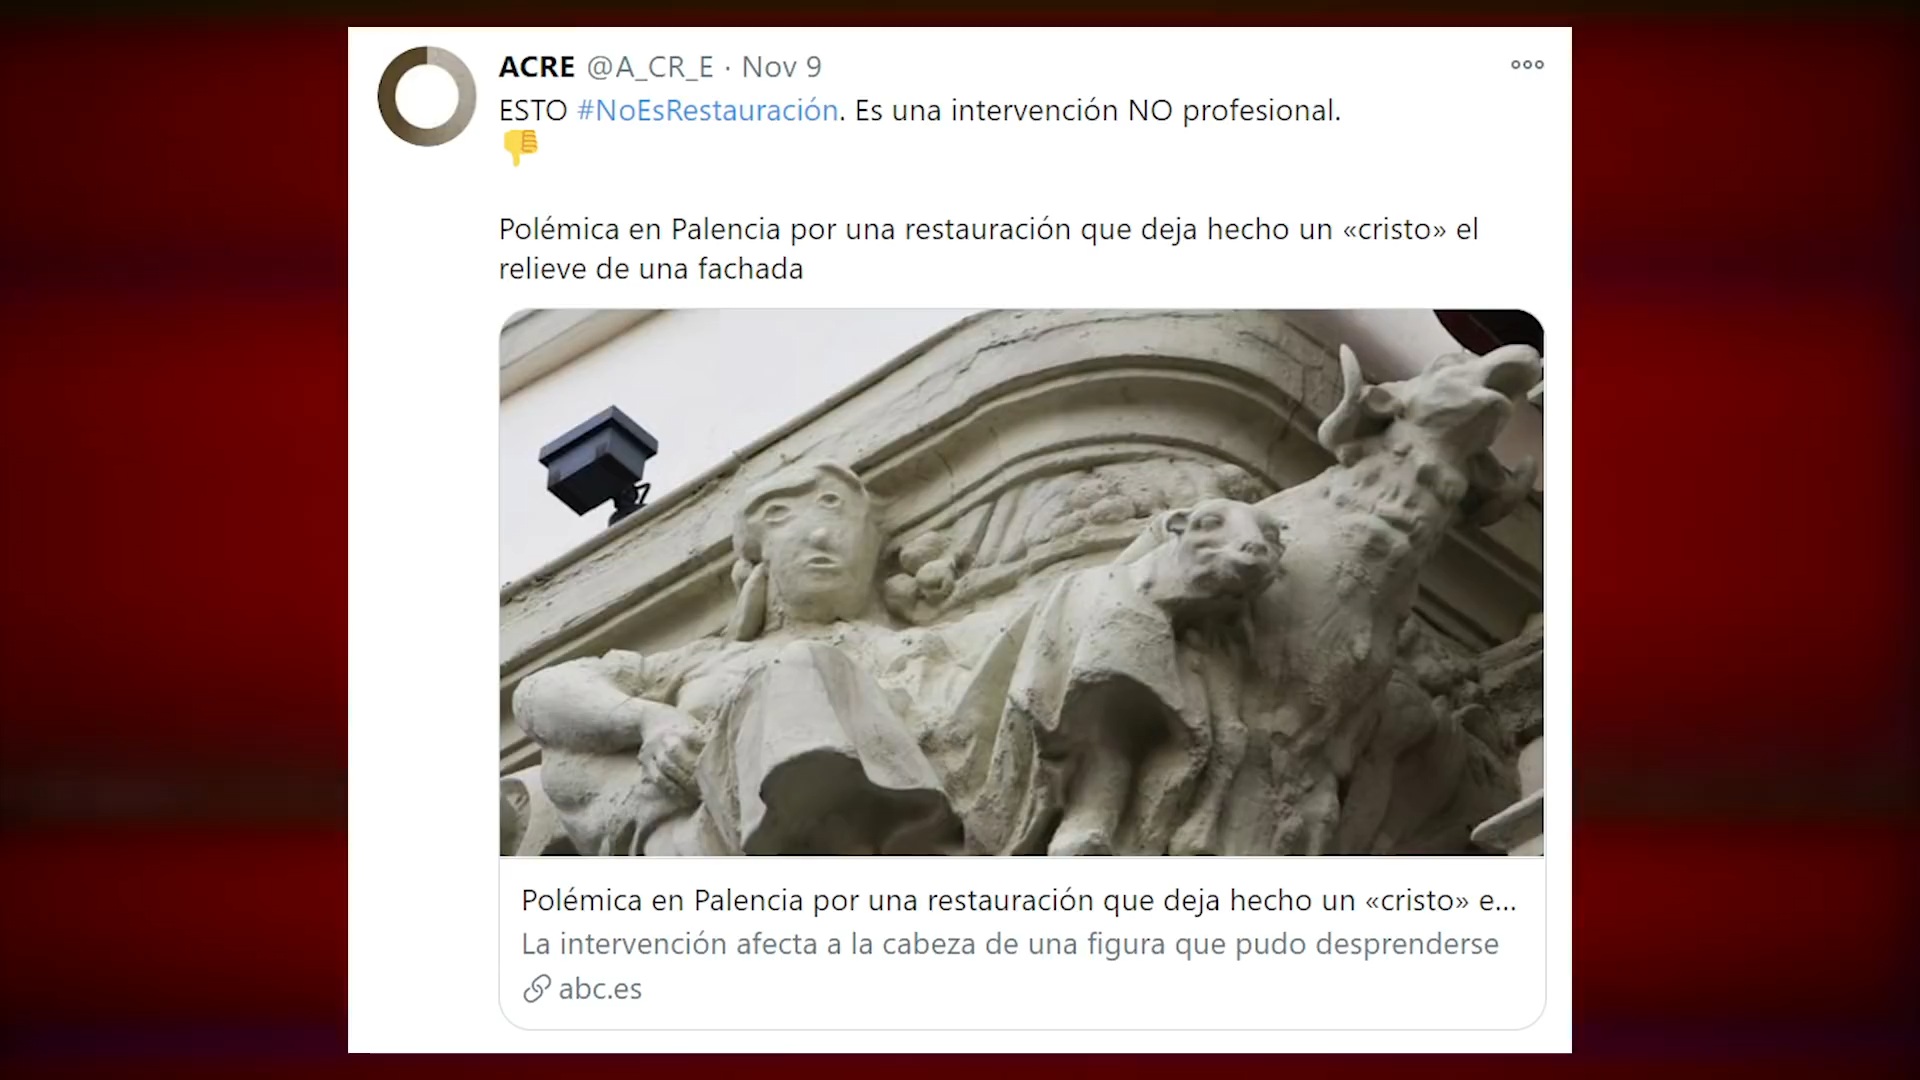 ACRE @A_CR_E · Nov 9
ESTO #NoEsRestauración. Es una intervención NO profesional.
Polémica en Palencia por una restauración que deja hecho un «cristo» el
relieve de una fachada
Polémica en Palencia por una restauración que deja hecho un «cristo» e...
La intervención afecta a la cabeza de una figura que pudo desprenderse
abc.es